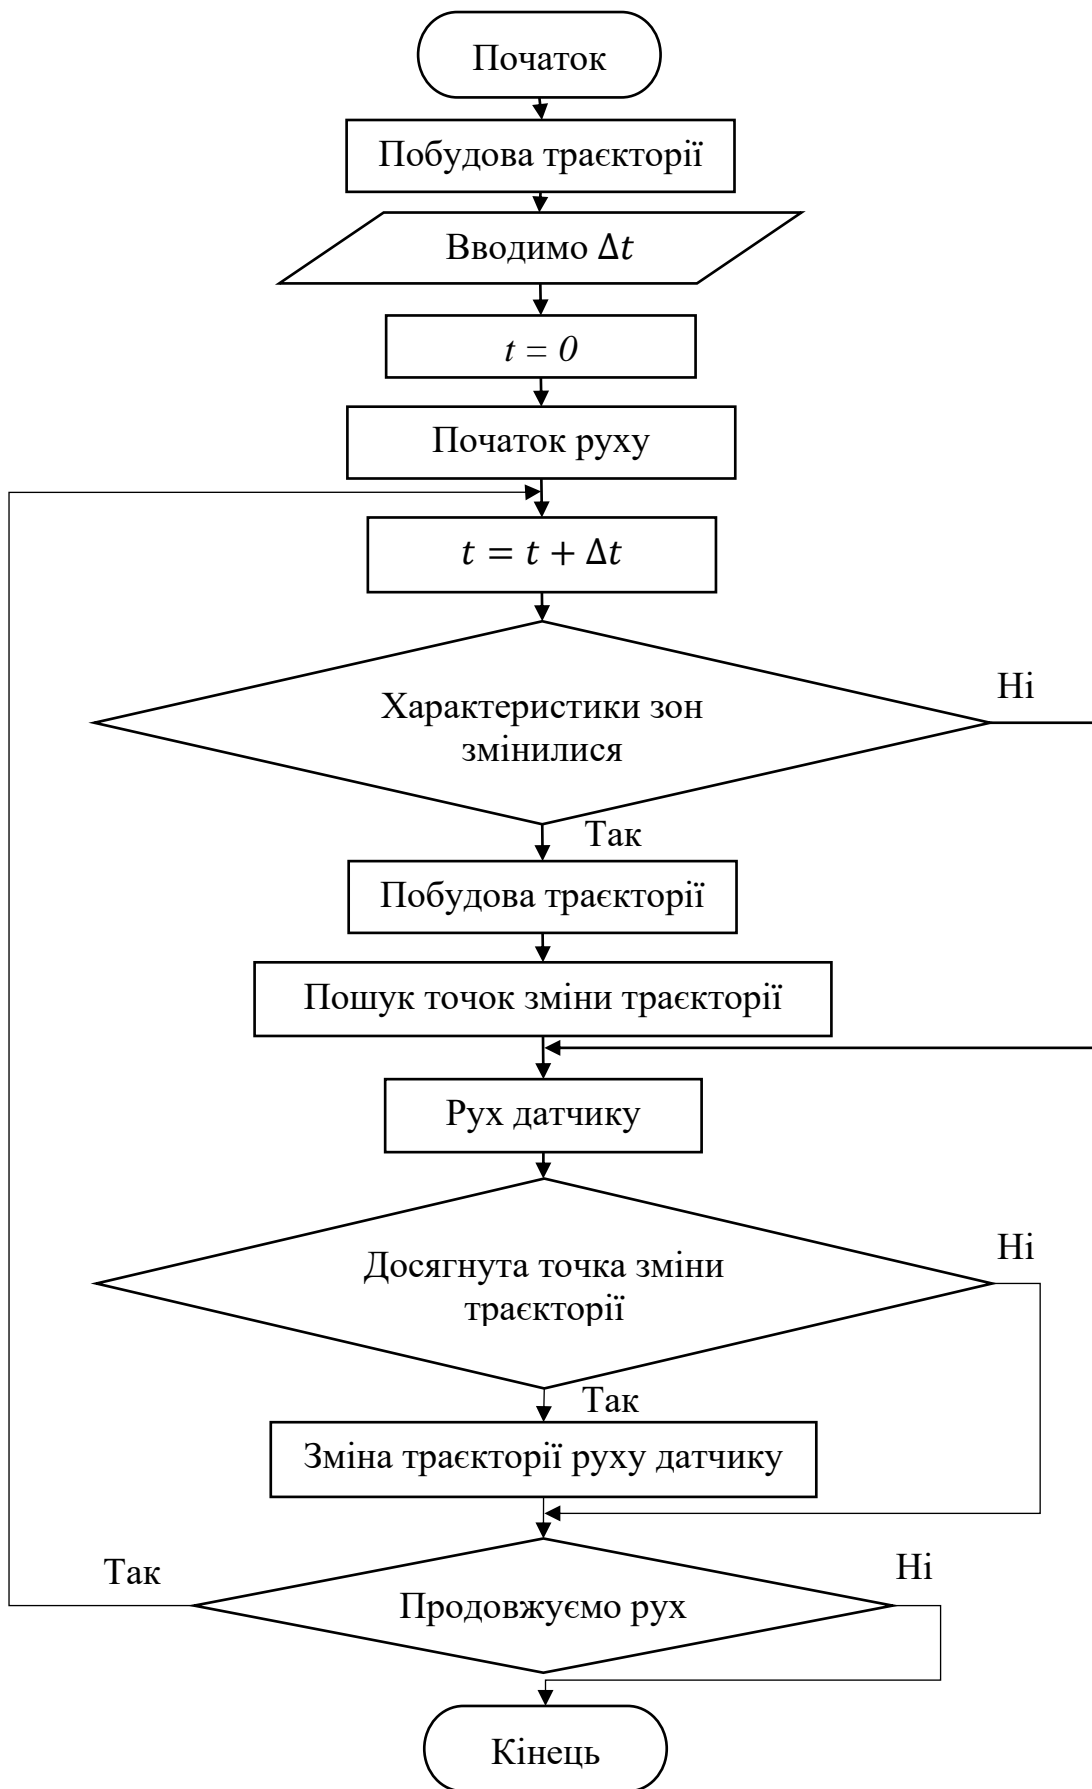 Початок
Побудова траєкторії
Вводимо Δt
t = 0
Початок руху
t = t + Δt
Ні
Характеристики зон
змінилися
Так
Побудова траєкторії
Пошук точок зміни траєкторії
Рух датчику
Ні
Досягнута точка зміни
траєкторії
Так
Зміна траєкторії руху датчику
Так
Ні
Продовжуємо рух
Кінець